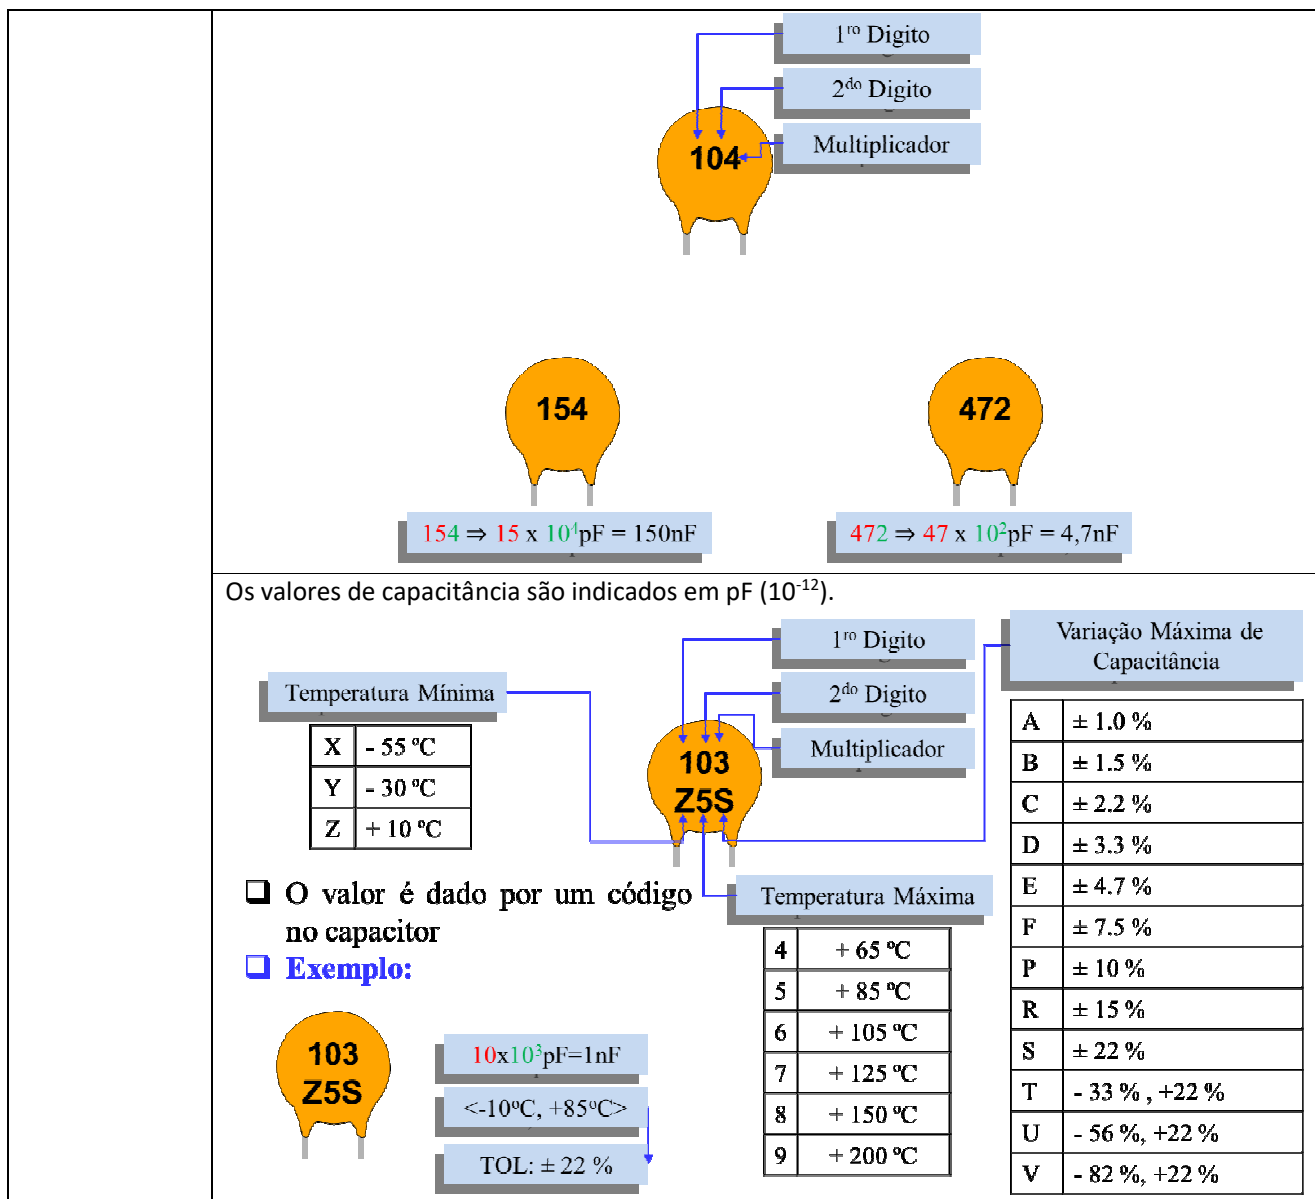 1ro Digito
2do Digito
Multiplicador
104
154
472
154 ⇒ 15 x 10⁴pF = 150nF
472 ⇒ 47 x 10²pF = 4,7nF
Os valores de capacitância são indicados em pF (10⁻¹²).
1ro Digito
2do Digito
Multiplicador
Variação Máxima de
Capacitância
Temperatura Mínima
X - 55 ºC
Y - 30 ºC
Z + 10 ºC
103
Z5S
A ± 1.0 %
B ± 1.5 %
C ± 2.2 %
D ± 3.3 %
E ± 4.7 %
F ± 7.5 %
P ± 10 %
R ± 15 %
S ± 22 %
T - 33 % , +22 %
U - 56 %, +22 %
V - 82 %, +22 %
❑ O valor é dado por um código
no capacitor
❑ Exemplo:
Temperatura Máxima
4 + 65 ºC
5 + 85 ºC
6 + 105 ºC
7 + 125 ºC
8 + 150 ºC
9 + 200 ºC
103
Z5S
10x10³pF=1nF
<-10ºC, +85ºC>
TOL: ± 22 %